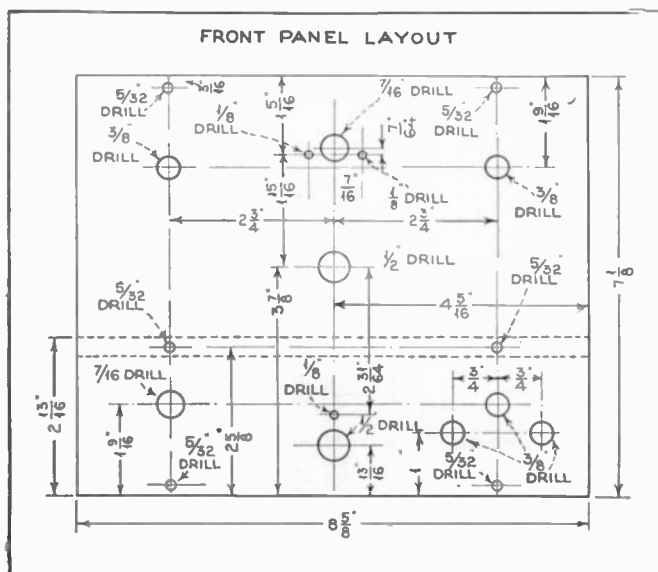 FRONT PANEL LAYOUT
5/32" DRILL
5/16"
1 5/16"
7/16" DRILL
5/32" DRILL
1 9/16"
1/8" DRILL
7/64"
3/8" DRILL
1 15/16"
7/16"
1/8" DRILL
3/8" DRILL
2 3/4"
2 3/4"
7 1/8"
1/2" DRILL
5/32" DRILL
3 7/8"
4 5/16"
5/32" DRILL
2 31/64"
3/4"
3/4"
7/16" DRILL
1/8" DRILL
2 13/16"
1 9/16"
2 5/8"
1/2" DRILL
5/32" DRILL
13/16"
1"
5/32" DRILL
3/8" DRILL
8 5/8"